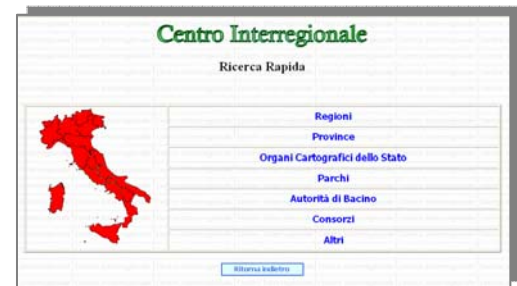 Centro Interregionale
Ricerca Rapida
Regioni
Province
Organi Cartografici dello Stato
Parchi
Autorità di Bacino
Consorzi
Altri
Ritorna indietro